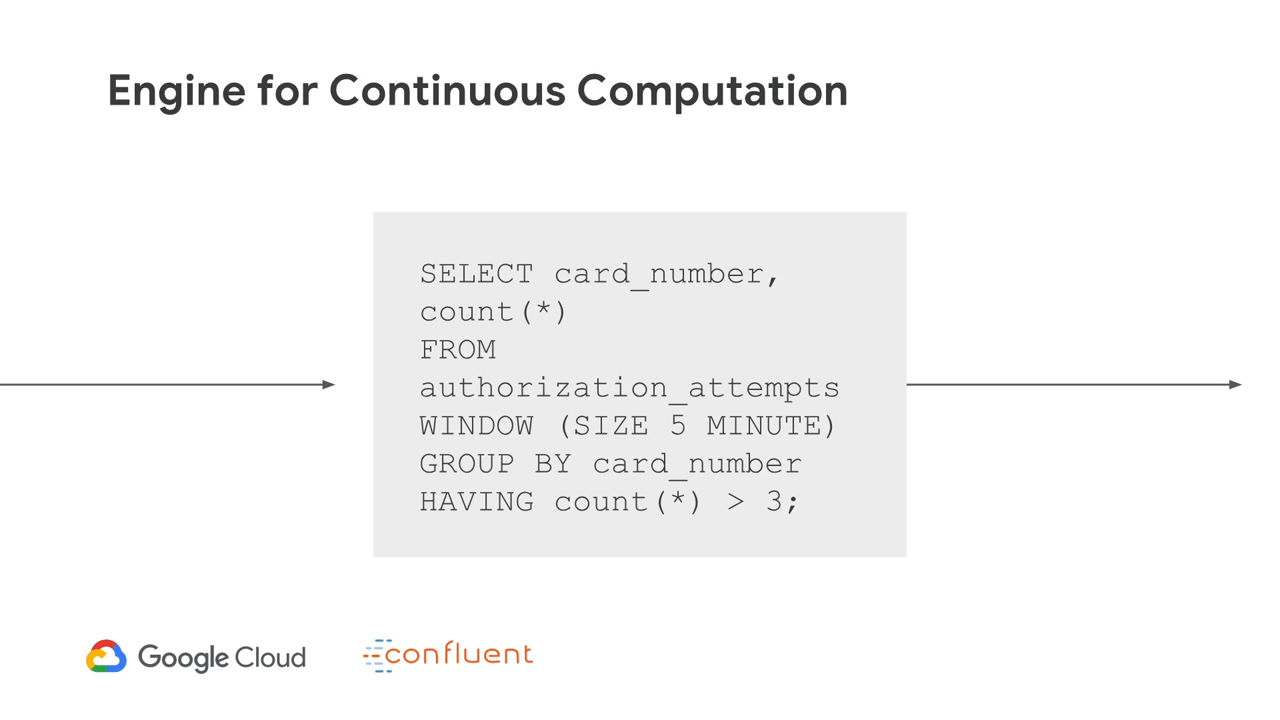 Engine for Continuous Computation
SELECT card_number,
count(*)
FROM
authorization_attempts
WINDOW (SIZE 5 MINUTE)
GROUP BY card_number
HAVING count(*) > 3;
Google Cloud
confluent